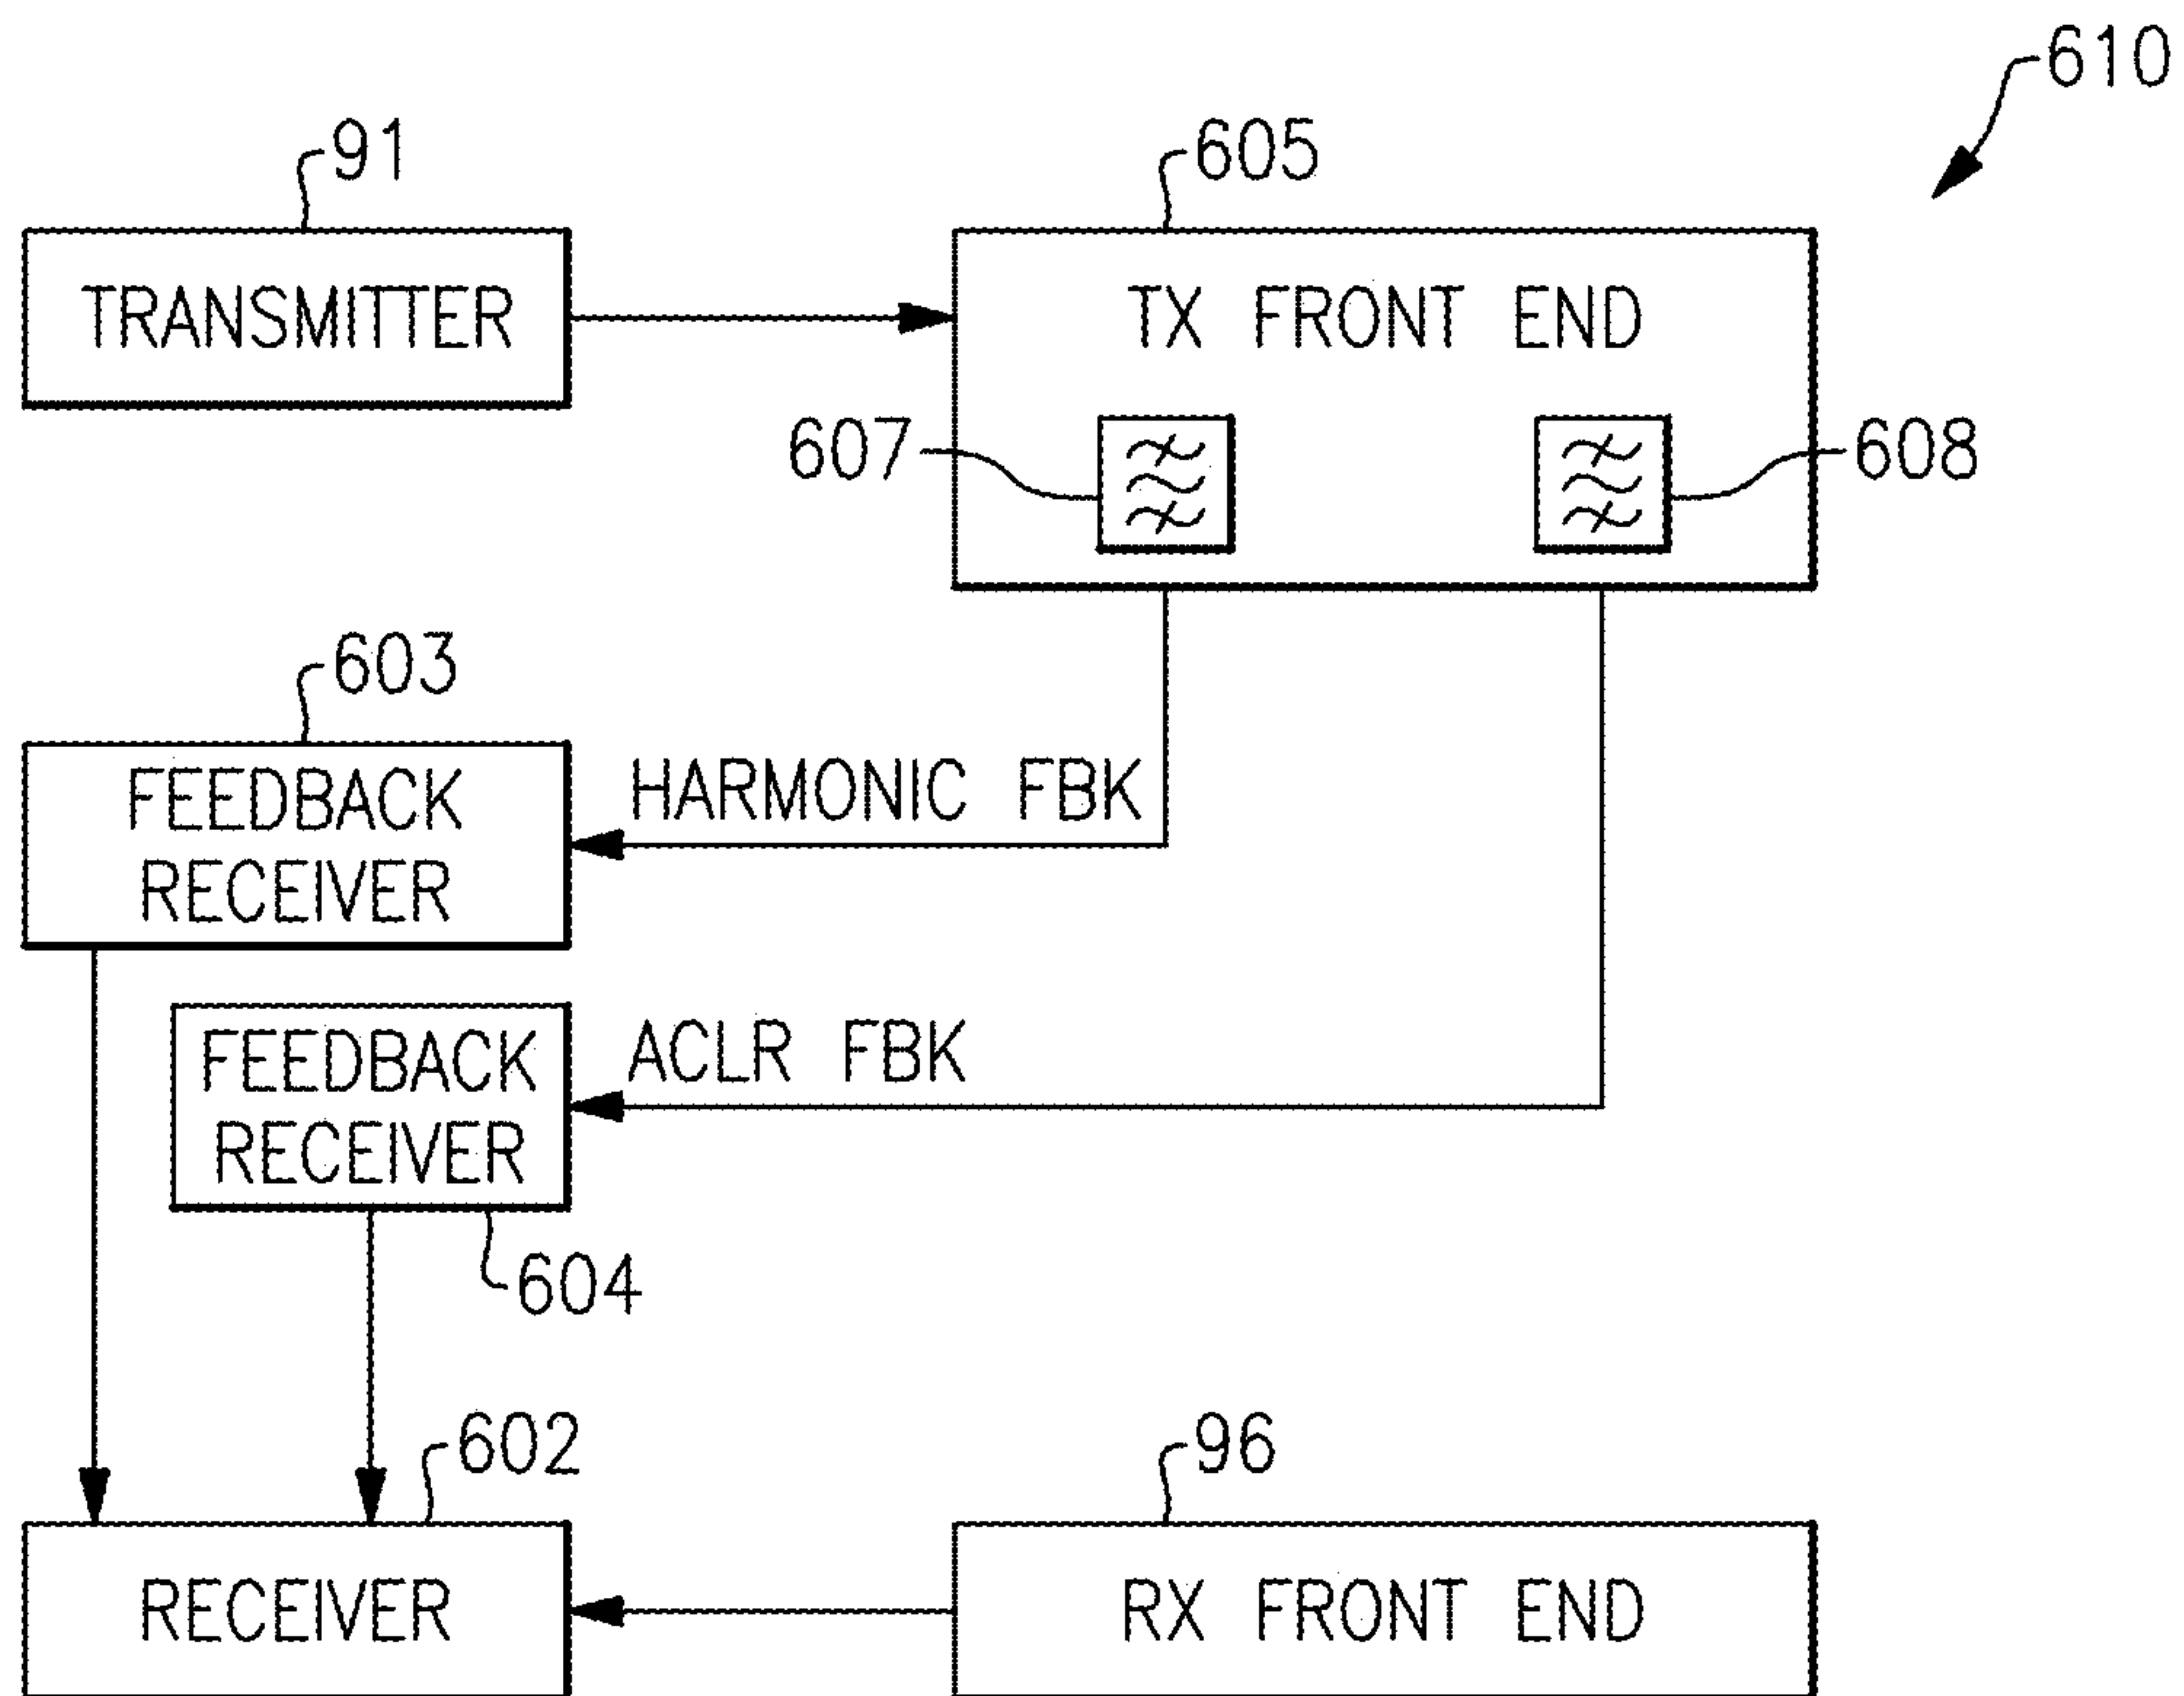 610
91
605
TRANSMITTER
TX FRONT END
607
608
603
FEEDBACK
RECEIVER
HARMONIC FBK
FEEDBACK
RECEIVER
ACLR FBK
604
602
96
RECEIVER
RX FRONT END